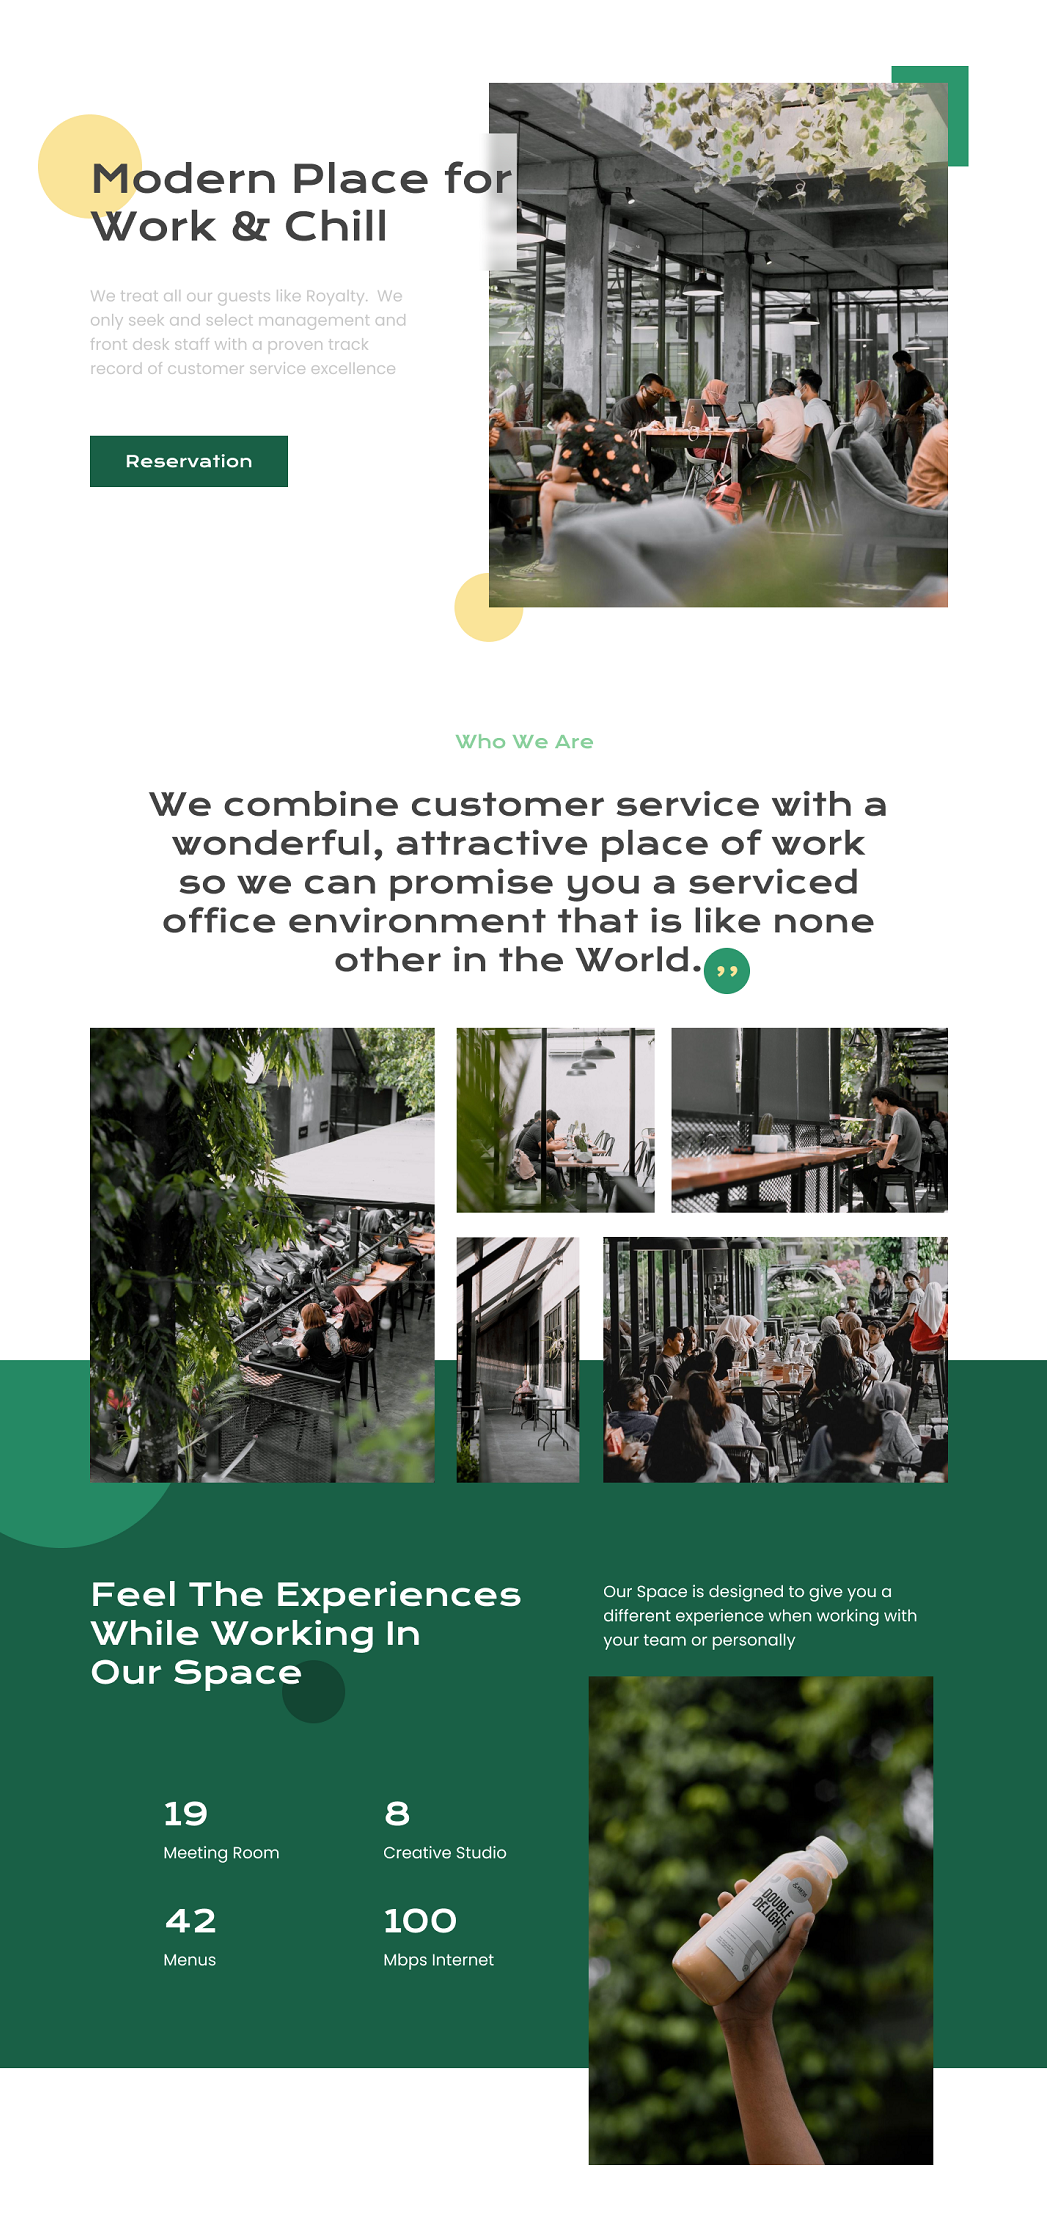 Modern Place for
Work & Chill
We treat all our guests like Royalty.  We
only seek and select management and
front desk staff with a proven track
record of customer service excellence
Reservation
Who We Are
We combine customer service with a
wonderful, attractive place of work
so we can promise you a serviced
office environment that is like none
other in the World.
”
Feel The Experiences
While Working In
Our Space
Our Space is designed to give you a
different experience when working with
your team or personally
19
Meeting Room
8
Creative Studio
42
Menus
100
Mbps Internet
DOUBLE
DELIGHT